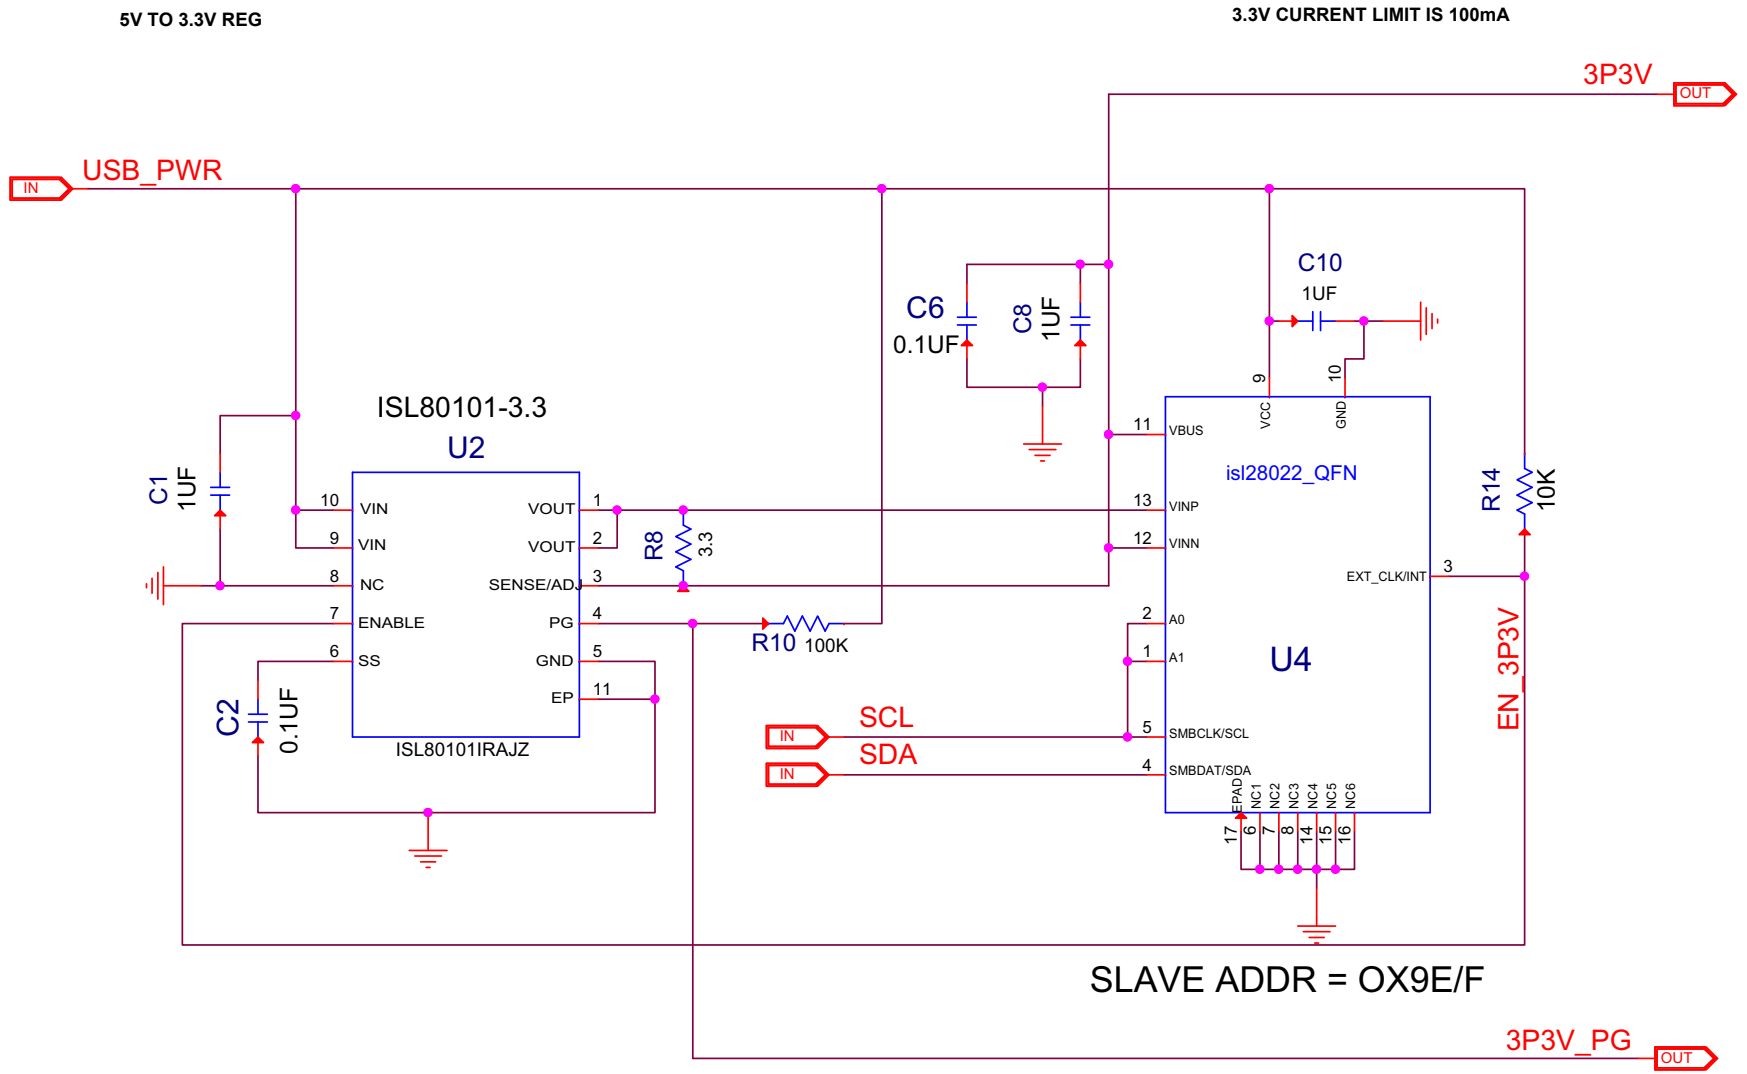 5V TO 3.3V REG
3.3V CURRENT LIMIT IS 100mA
3P3V
OUT
USB_PWR
IN
C10
1UF
C6
0.1UF
C8
1UF
9
10
VCC
GND
ISL80101-3.3
U2
C1
1UF
10
VIN
9
VIN
8
NC
7
ENABLE
6
SS
VOUT
1
VOUT
2
SENSE/ADJ
3
PG
4
GND
5
EP
11
ISL80101IRAJZ
C2
0.1UF
R8
3.3
R10
100K
11
VBUS
isl28022_QFN
13
VINP
12
VINN
EXT_CLK/INT
3
2
A0
1
A1
U4
R14
10K
EN_3P3V
IN
SCL
5
SMBCLK/SCL
IN
SDA
4
SMBDAT/SDA
EPAD
NC1
NC2
NC3
NC4
NC5
NC6
17
6
7
8
14
15
16
SLAVE ADDR = OX9E/F
3P3V_PG
OUT